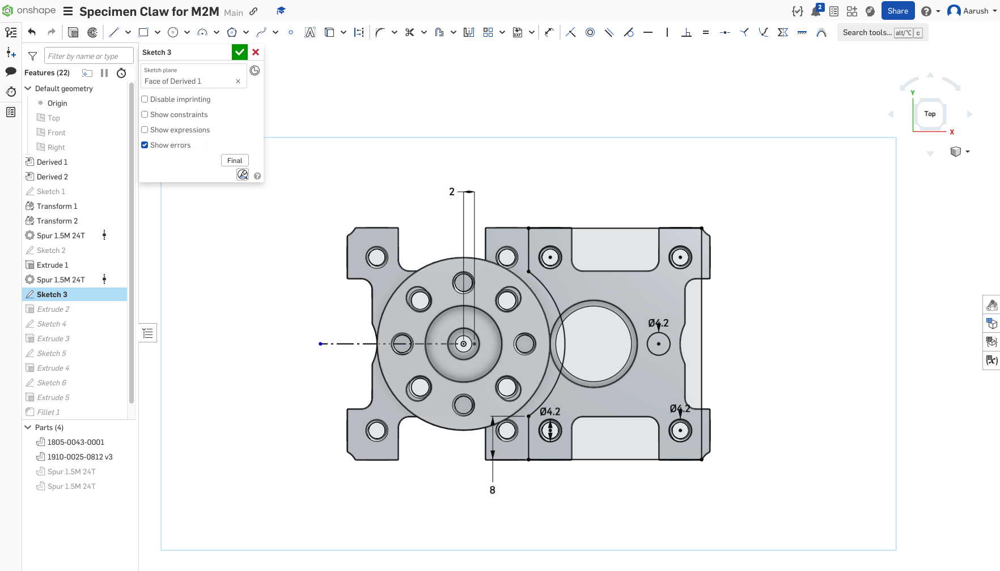 onshape
Specimen Claw for M2M Main
2
Share
Aarush
Search tools... alt/⌥ c
Filter by name or type
Features (22)
Default geometry
Origin
Top
Front
Right
Derived 1
Derived 2
Sketch 1
Transform 1
Transform 2
Spur 1.5M 24T
Sketch 2
Extrude 1
Spur 1.5M 24T
Sketch 3
Extrude 2
Sketch 4
Extrude 3
Sketch 5
Extrude 4
Sketch 6
Extrude 5
Fillet 1
Parts (4)
1805-0043-0001
1910-0025-0812 v3
Spur 1.5M 24T
Spur 1.5M 24T
Sketch 3
Sketch plane
Face of Derived 1
Disable imprinting
Show constraints
Show expressions
Show errors
Final
Y
Top
X
2
Ø4.2
Ø4.2
Ø4.2
8